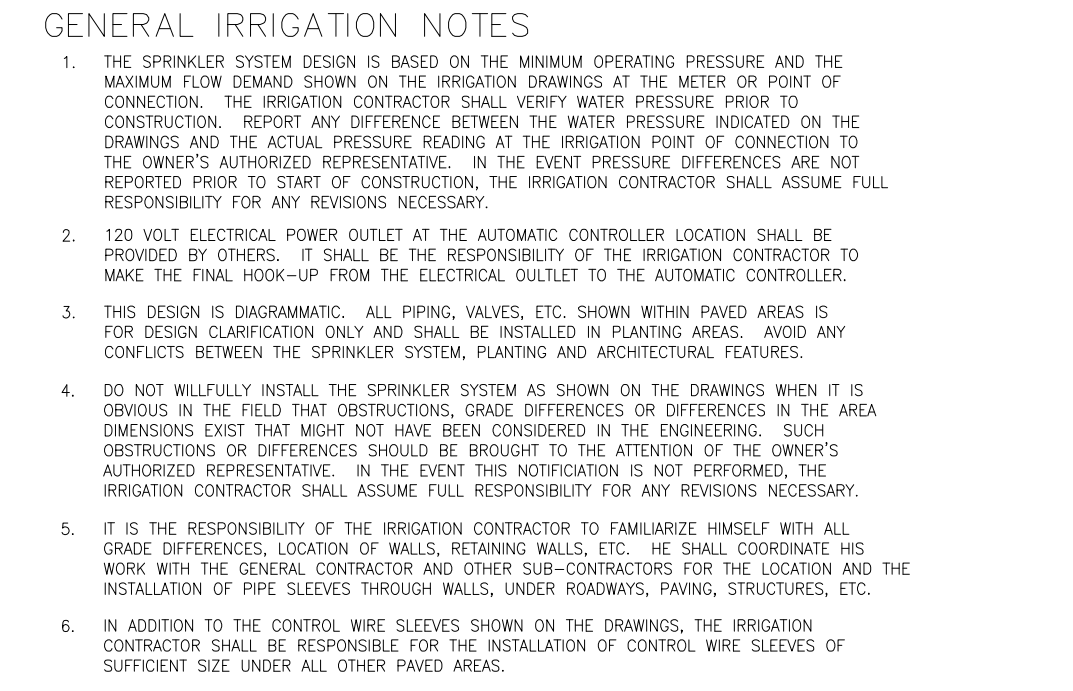 GENERAL IRRIGATION NOTES
1. THE SPRINKLER SYSTEM DESIGN IS BASED ON THE MINIMUM OPERATING PRESSURE AND THE
MAXIMUM FLOW DEMAND SHOWN ON THE IRRIGATION DRAWINGS AT THE METER OR POINT OF
CONNECTION. THE IRRIGATION CONTRACTOR SHALL VERIFY WATER PRESSURE PRIOR TO
CONSTRUCTION. REPORT ANY DIFFERENCE BETWEEN THE WATER PRESSURE INDICATED ON THE
DRAWINGS AND THE ACTUAL PRESSURE READING AT THE IRRIGATION POINT OF CONNECTION TO
THE OWNER'S AUTHORIZED REPRESENTATIVE. IN THE EVENT PRESSURE DIFFERENCES ARE NOT
REPORTED PRIOR TO START OF CONSTRUCTION, THE IRRIGATION CONTRACTOR SHALL ASSUME FULL
RESPONSIBILITY FOR ANY REVISIONS NECESSARY.
2. 120 VOLT ELECTRICAL POWER OUTLET AT THE AUTOMATIC CONTROLLER LOCATION SHALL BE
PROVIDED BY OTHERS. IT SHALL BE THE RESPONSIBILITY OF THE IRRIGATION CONTRACTOR TO
MAKE THE FINAL HOOK-UP FROM THE ELECTRICAL OULTLET TO THE AUTOMATIC CONTROLLER.
3. THIS DESIGN IS DIAGRAMMATIC. ALL PIPING, VALVES, ETC. SHOWN WITHIN PAVED AREAS IS
FOR DESIGN CLARIFICATION ONLY AND SHALL BE INSTALLED IN PLANTING AREAS. AVOID ANY
CONFLICTS BETWEEN THE SPRINKLER SYSTEM, PLANTING AND ARCHITECTURAL FEATURES.
4. DO NOT WILLFULLY INSTALL THE SPRINKLER SYSTEM AS SHOWN ON THE DRAWINGS WHEN IT IS
OBVIOUS IN THE FIELD THAT OBSTRUCTIONS, GRADE DIFFERENCES OR DIFFERENCES IN THE AREA
DIMENSIONS EXIST THAT MIGHT NOT HAVE BEEN CONSIDERED IN THE ENGINEERING. SUCH
OBSTRUCTIONS OR DIFFERENCES SHOULD BE BROUGHT TO THE ATTENTION OF THE OWNER'S
AUTHORIZED REPRESENTATIVE. IN THE EVENT THIS NOTIFICIATION IS NOT PERFORMED, THE
IRRIGATION CONTRACTOR SHALL ASSUME FULL RESPONSIBILITY FOR ANY REVISIONS NECESSARY.
5. IT IS THE RESPONSIBILITY OF THE IRRIGATION CONTRACTOR TO FAMILIARIZE HIMSELF WITH ALL
GRADE DIFFERENCES, LOCATION OF WALLS, RETAINING WALLS, ETC. HE SHALL COORDINATE HIS
WORK WITH THE GENERAL CONTRACTOR AND OTHER SUB-CONTRACTORS FOR THE LOCATION AND THE
INSTALLATION OF PIPE SLEEVES THROUGH WALLS, UNDER ROADWAYS, PAVING, STRUCTURES, ETC.
6. IN ADDITION TO THE CONTROL WIRE SLEEVES SHOWN ON THE DRAWINGS, THE IRRIGATION
CONTRACTOR SHALL BE RESPONSIBLE FOR THE INSTALLATION OF CONTROL WIRE SLEEVES OF
SUFFICIENT SIZE UNDER ALL OTHER PAVED AREAS.